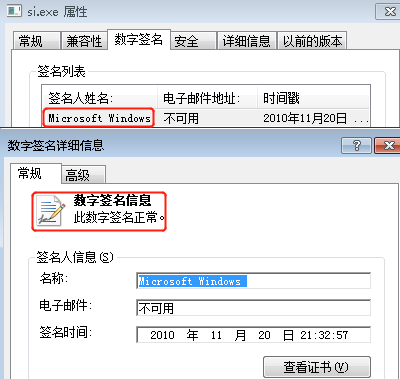 si.exe 属性
常规 兼容性 数字签名 安全 详细信息 以前的版本
签名列表
签名人姓名: 电子邮件地址: 时间戳
Microsoft Windows 不可用 2010年11月20日 ...
数字签名详细信息
常规 高级
数字签名信息
此数字签名正常。
签名人信息(S)
名称: Microsoft Windows
电子邮件: 不可用
签名时间: 2010 年 11 月 20 日 21:32:57
查看证书(V)